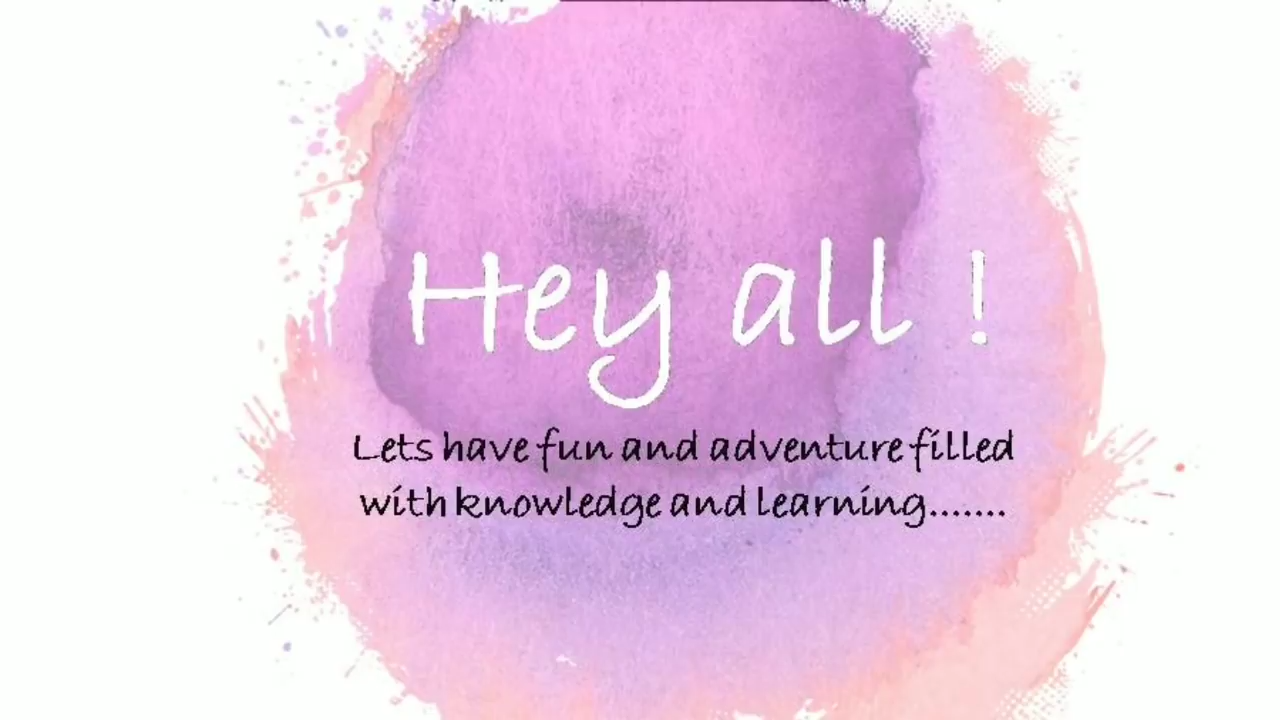 Hey all !
Lets have fun and adventure filled
with knowledge and learning.......